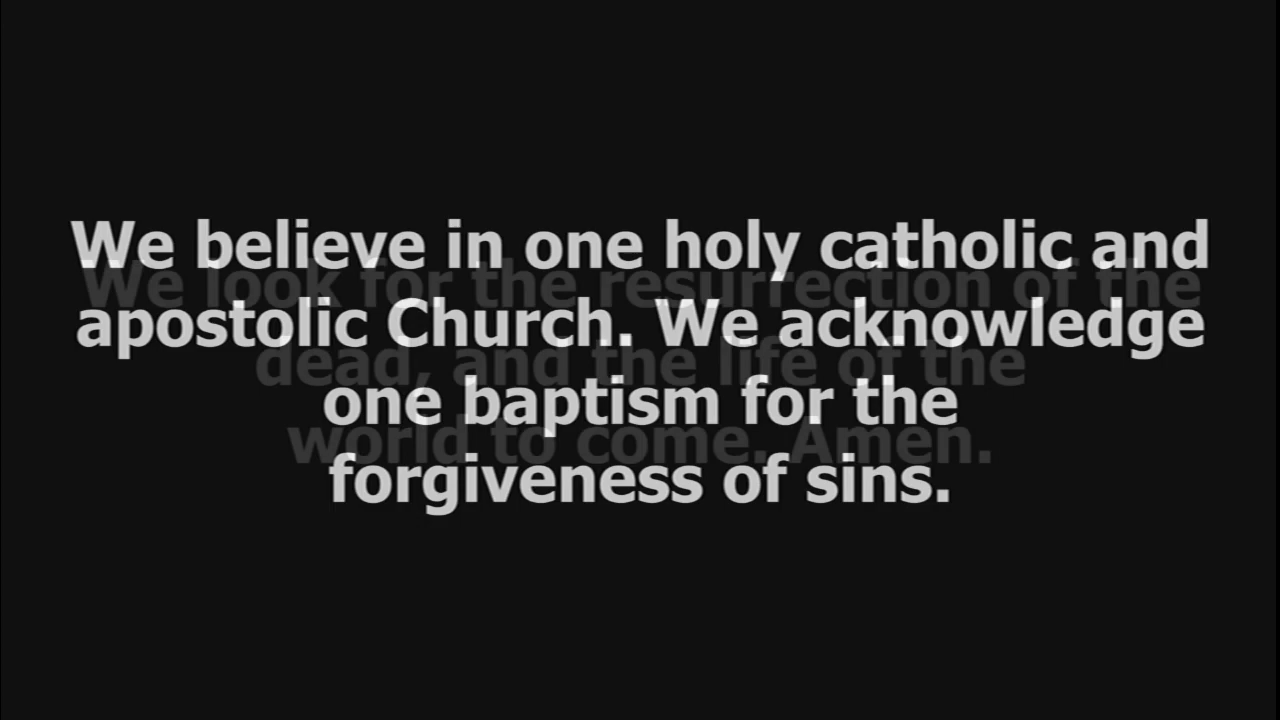 We believe in one holy catholic and
apostolic Church. We acknowledge
one baptism for the
forgiveness of sins.
We look for the resurrection of the
dead, and the life of the
world to come. Amen.